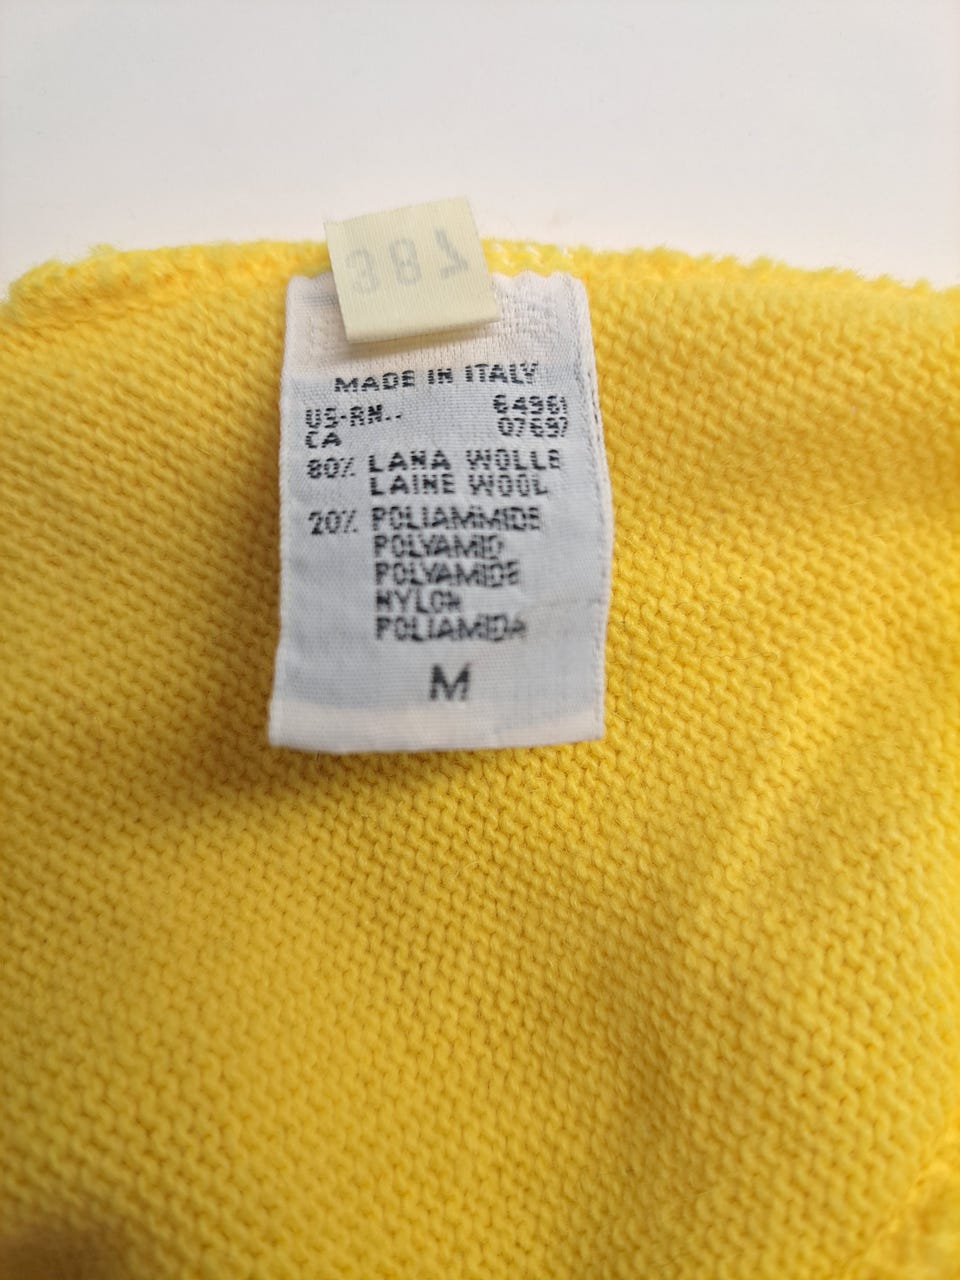 387
MADE IN ITALY
US-RN.. 64961
CA 07697
80% LANA WOLLE
LAINE WOOL
20% POLIAMMIDE
POLYAMID
POLYAMIDE
NYLON
POLIAMIDA
M